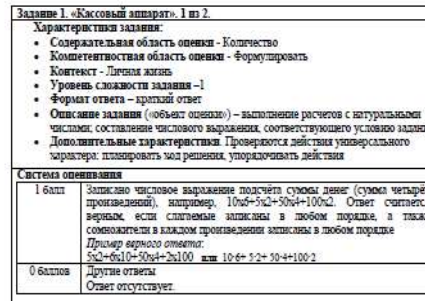 Задание 1. «Кассовый аппарат». 1 из 2.
Характеристики задания:
• Содержательная область оценки - Количество
• Компетентностная область оценки - Формулировать
• Контекст - Личная жизнь
• Уровень сложности задания –1
• Формат ответа – краткий ответ
• Описание задания («объект оценки») – выполнение расчетов с натуральными
числами; составление числового выражения, соответствующего условию задани
• Дополнительные характеристики. Проверяются действия универсального
характера: планировать ход решения, упорядочивать действия
Система оценивания
1 балл Записано числовое выражение подсчёта суммы денег (сумма четырё
произведений), например, 10х6+5х2+50х4+100х2. Ответ считаетс
верным, если слагаемые записаны в любом порядке, а такж
сомножители в каждом произведении записаны в любом порядке
Пример верного ответа:
5х2+6х10+50х4+2х100 или 10·6+ 5·2+ 50·4+100·2
0 баллов Другие ответы
Ответ отсутствует.